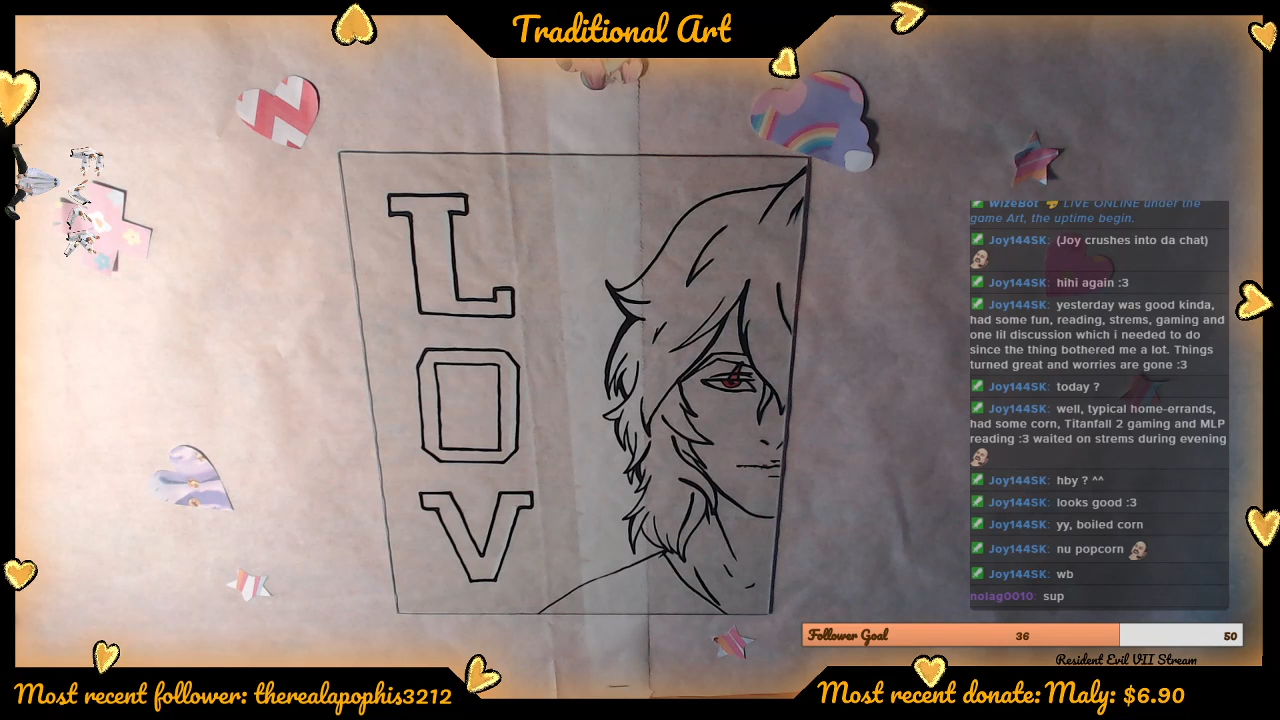 Traditional Art
L
O
V
WizeBot LIVE ONLINE under the
game Art, the uptime begin.
Joy144SK: (Joy crushes into da chat)
Joy144SK: hihi again :3
Joy144SK: yesterday was good kinda,
had some fun, reading, strems, gaming and
one lil discussion which i needed to do
since the thing bothered me a lot. Things
turned great and worries are gone :3
Joy144SK: today ?
Joy144SK: well, typical home-errands,
had some corn, Titanfall 2 gaming and MLP
reading :3 waited on strems during evening
Joy144SK: hby ? ^^
Joy144SK: looks good :3
Joy144SK: yy, boiled corn
Joy144SK: nu popcorn
Joy144SK: wb
nolag0010: sup
Follower Goal 36 50
Resident Evil VII Stream
Most recent follower: therealapophis3212
Most recent donate: Maly: $6.90